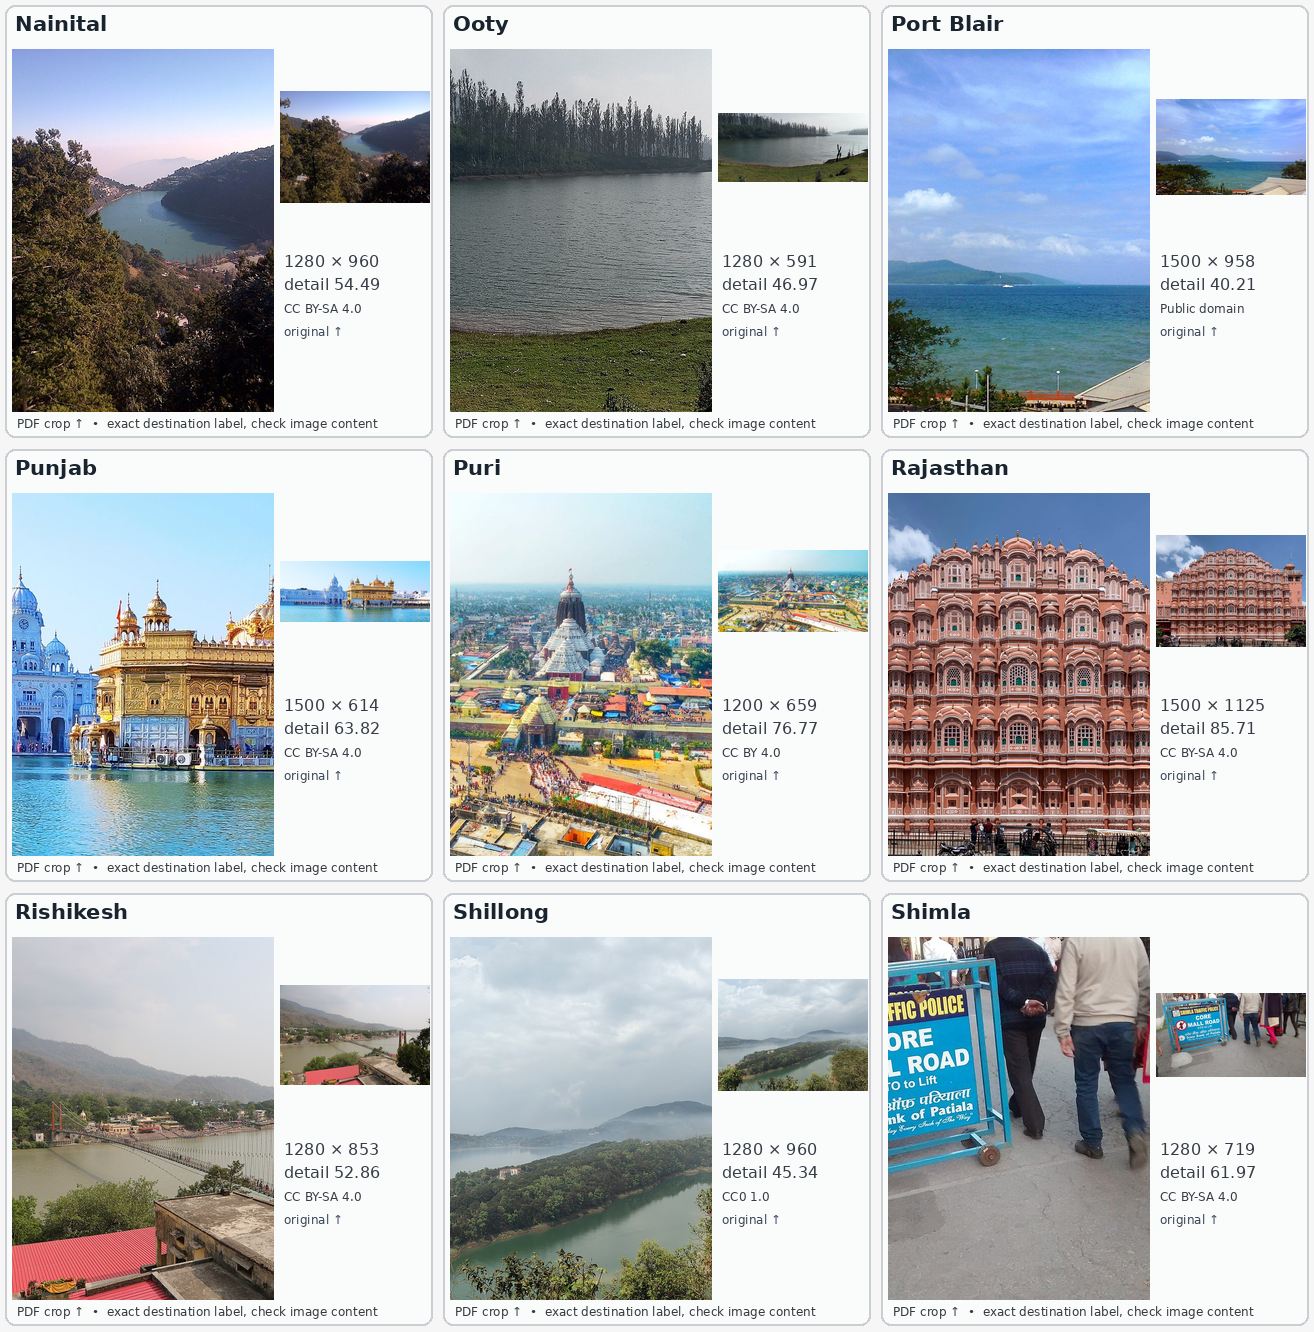 Nainital
1280 × 960
detail 54.49
CC BY-SA 4.0
original ↑
PDF crop ↑ • exact destination label, check image content
Ooty
1280 × 591
detail 46.97
CC BY-SA 4.0
original ↑
PDF crop ↑ • exact destination label, check image content
Port Blair
1500 × 958
detail 40.21
Public domain
original ↑
PDF crop ↑ • exact destination label, check image content
Punjab
1500 × 614
detail 63.82
CC BY-SA 4.0
original ↑
PDF crop ↑ • exact destination label, check image content
Puri
1200 × 659
detail 76.77
CC BY 4.0
original ↑
PDF crop ↑ • exact destination label, check image content
Rajasthan
1500 × 1125
detail 85.71
CC BY-SA 4.0
original ↑
PDF crop ↑ • exact destination label, check image content
Rishikesh
1280 × 853
detail 52.86
CC BY-SA 4.0
original ↑
PDF crop ↑ • exact destination label, check image content
Shillong
1280 × 960
detail 45.34
CC0 1.0
original ↑
PDF crop ↑ • exact destination label, check image content
Shimla
FFIC POLICE
ORE
L ROAD
TO to Lift
ऑफ़ पटियाला
nk of Patiala
SHIMLA TRAFFIC POLICE
CORE
MALL ROAD
1280 × 719
detail 61.97
CC BY-SA 4.0
original ↑
PDF crop ↑ • exact destination label, check image content